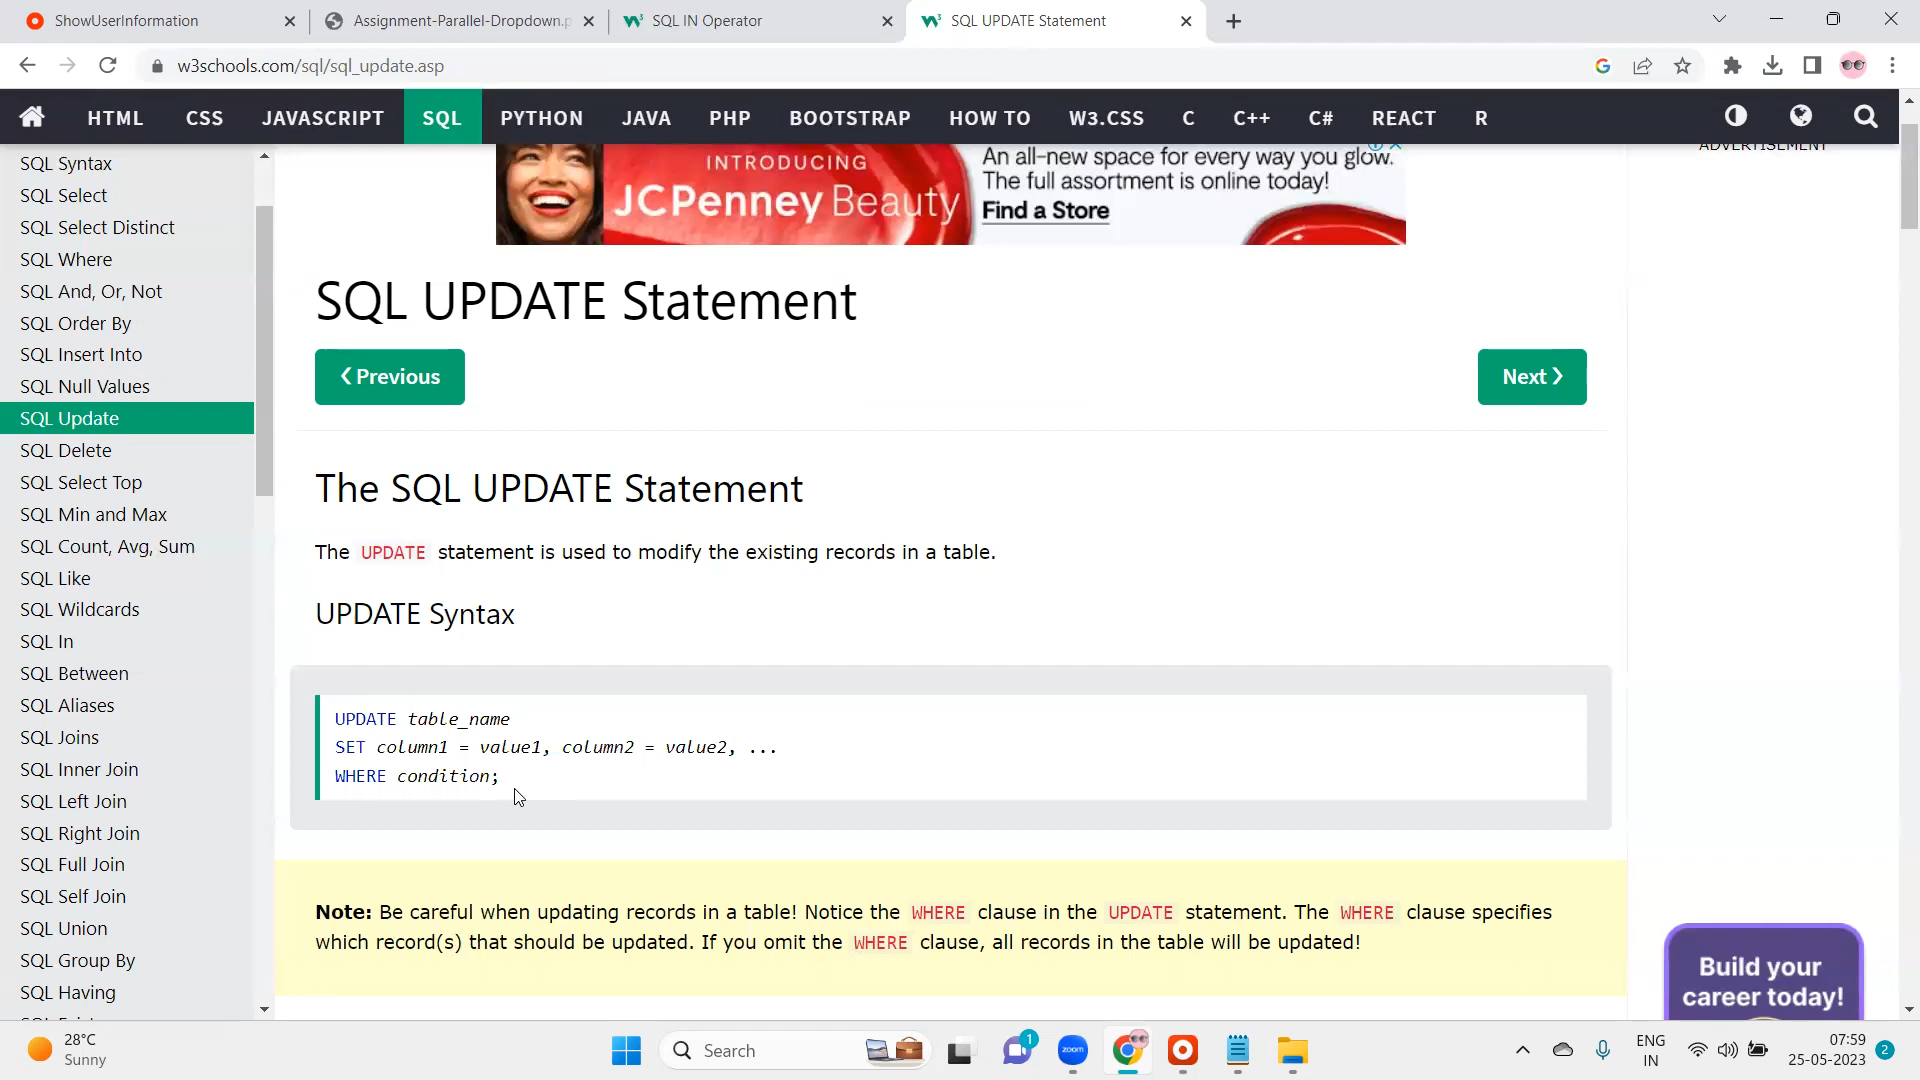 ShowUserInformation
Assignment-Parallel-Dropdown.p
SQL IN Operator
SQL UPDATE Statement
w3schools.com/sql/sql_update.asp
HTML CSS JAVASCRIPT SQL PYTHON JAVA PHP BOOTSTRAP HOW TO W3.CSS C C++ C# REACT R
SQL Syntax
SQL Select
SQL Select Distinct
SQL Where
SQL And, Or, Not
SQL Order By
SQL Insert Into
SQL Null Values
SQL Update
SQL Delete
SQL Select Top
SQL Min and Max
SQL Count, Avg, Sum
SQL Like
SQL Wildcards
SQL In
SQL Between
SQL Aliases
SQL Joins
SQL Inner Join
SQL Left Join
SQL Right Join
SQL Full Join
SQL Self Join
SQL Union
SQL Group By
SQL Having
INTRODUCING
JCPenney Beauty
An all-new space for every way you glow.
The full assortment is online today!
Find a Store
ADVERTISEMENT
SQL UPDATE Statement
❮ Previous
Next ❯
The SQL UPDATE Statement
The UPDATE statement is used to modify the existing records in a table.
UPDATE Syntax
UPDATE table_name
SET column1 = value1, column2 = value2, ...
WHERE condition;
Note: Be careful when updating records in a table! Notice the WHERE clause in the UPDATE statement. The WHERE clause specifies
which record(s) that should be updated. If you omit the WHERE clause, all records in the table will be updated!
Build your
career today!
28°C
Sunny
Search
1
zoom
ENG
IN
07:59
25-05-2023
2